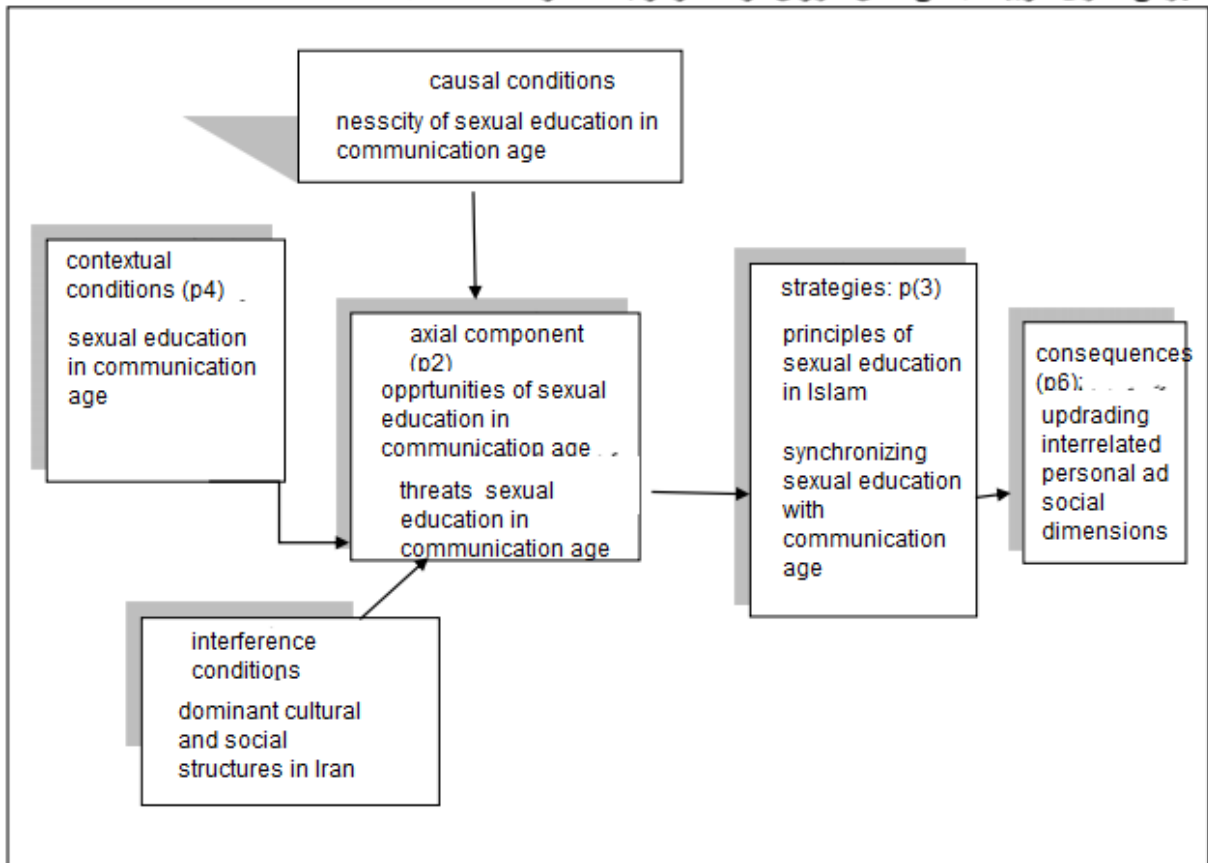 causal conditions
nesscity of sexual education in
communication age
contextual
conditions (p4)
sexual education
in communication
age
axial component
(p2)
opprtunities of sexual
education in
communication age
threats sexual
education in
communication age
interference
conditions
dominant cultural
and social
structures in Iran
strategies: p(3)
principles of
sexual education
in Islam
synchronizing
sexual education
with
communication
age
consequences
(p6):
updrading
interrelated
personal ad
social
dimensions